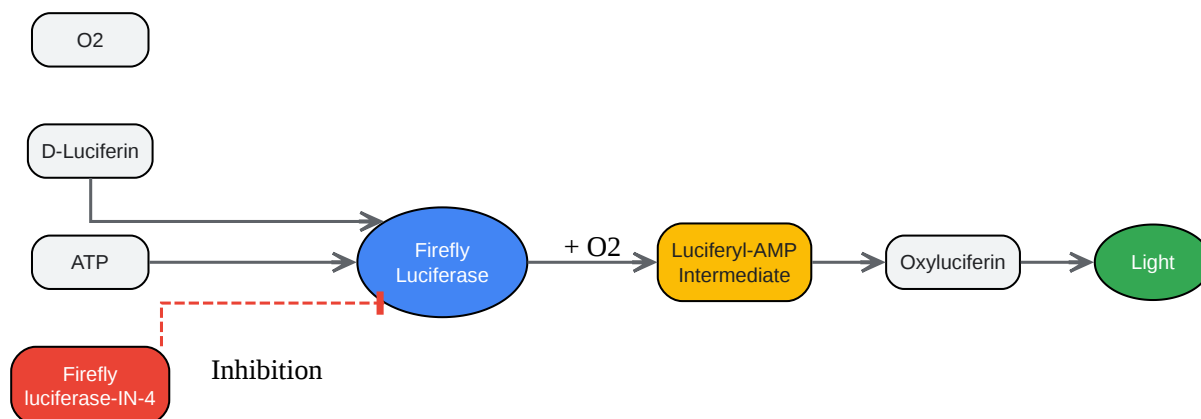 O2
D-Luciferin
ATP
Firefly
Luciferase
+ O2
Luciferyl-AMP
Intermediate
Oxyluciferin
Light
Firefly
luciferase-IN-4
Inhibition